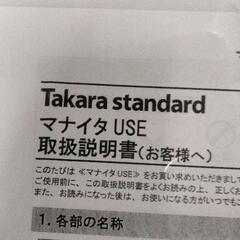 Takara standard
マナイタ USE
取扱説明書(お客様へ)
このたびは ≪マナイタ USE≫ をお買い求めいただきまして
ご使用前に、この取扱説明書をよくお読みの上、正しくお
また、お読みになった後は、お使いになる方がいつでもご
1. 各部の名称